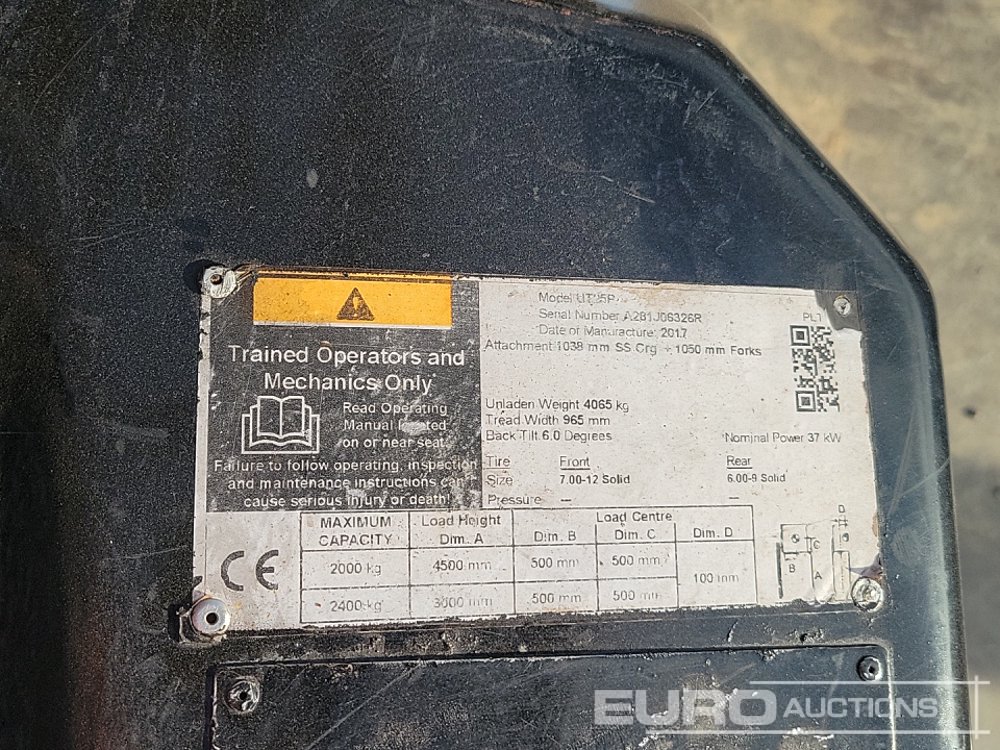 Trained Operators and
Mechanics Only
Read Operating
Manual located
on or near seat.
Failure to follow operating, inspection
and maintenance instructions can
cause serious injury or death!
Model
Serial Number A281J06326R
Date of Manufacture: 2017
Attachment 1038 mm SS Crg + 1050 mm Forks
PL1
Unladen Weight 4065 kg
Tread Width 965 mm
Back Tilt 6.0 Degrees
Nominal Power 37 kW
Tire Front Rear
Size 7.00-12 Solid 6.00-9 Solid
Pressure — —
MAXIMUM CAPACITY Load Height Dim. A Load Centre Dim. B Dim. C Dim. D
2000 kg 4500 mm 500 mm 500 mm 100 mm
2400 kg 3000 mm 500 mm 500 mm
CE
D
C
B A
EURO AUCTIONS